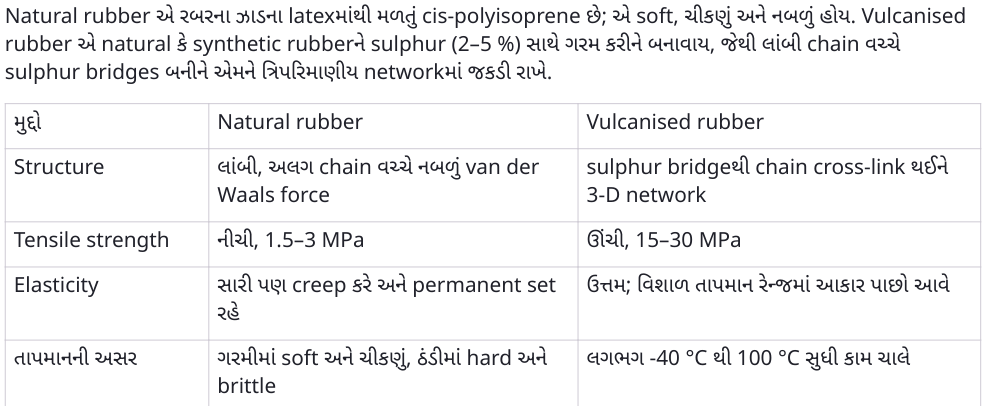 Natural rubber એ રબરના ઝાડના latexમાંથી મળતું cis-polyisoprene છે; એ soft, ચીકણું અને નબળું હોય. Vulcanised
rubber એ natural કે synthetic rubberને sulphur (2–5 %) સાથે ગરમ કરીને બનાવાય, જેથી લાંબી chain વચ્ચે
sulphur bridges બનીને એમને ત્રિપરિમાણીય networkમાં જકડી રાખે.
મુદ્દો Natural rubber Vulcanised rubber
Structure લાંબી, અલગ chain વચ્ચે નબળું van der sulphur bridgeથી chain cross-link થઈને
Waals force 3-D network
Tensile strength નીચી, 1.5–3 MPa ઊંચી, 15–30 MPa
Elasticity સારી પણ creep કરે અને permanent set ઉત્તમ; વિશાળ તાપમાન રેન્જમાં આકાર પાછો આવે
રહે
તાપમાનની અસર ગરમીમાં soft અને ચીકણું, ઠંડીમાં hard અને લગભગ -40 °C થી 100 °C સુધી કામ ચાલે
brittle